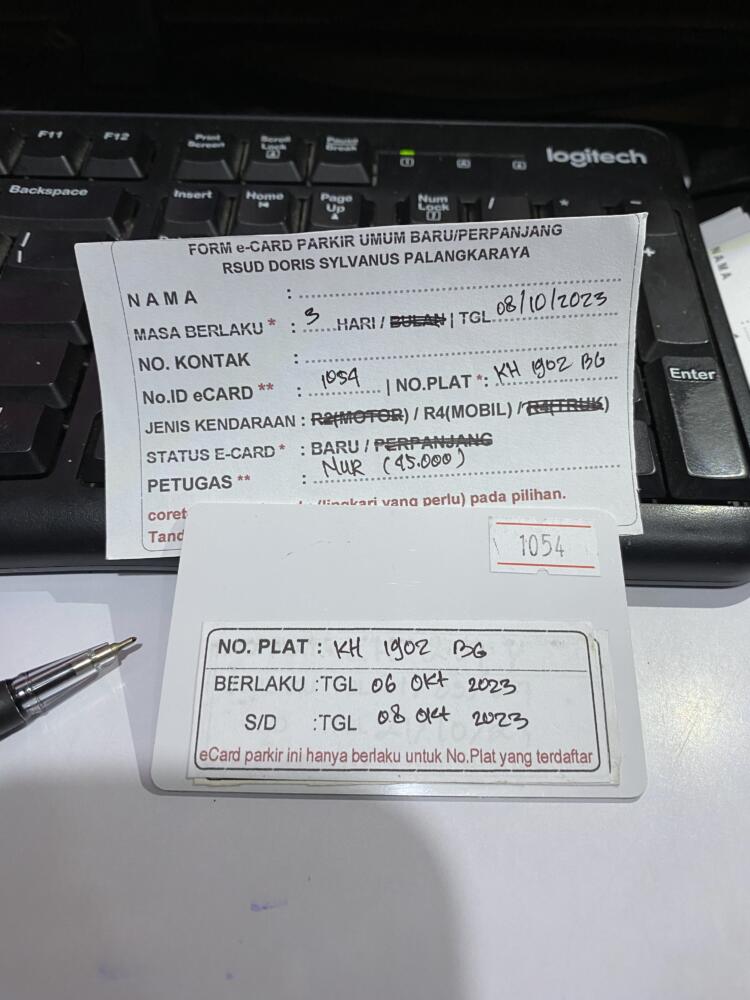 F11 F12 Print Screen Scroll Lock Pause Break
logitech
Backspace Insert Home Page Up Num Lock / * -
+
Enter
NAMA
FORM e-CARD PARKIR UMUM BARU/PERPANJANG
RSUD DORIS SYLVANUS PALANGKARAYA
NAMA :
MASA BERLAKU * : 3 HARI / BULAN | TGL 08/10/2023
NO. KONTAK :
No.ID eCARD ** : 1054 | NO.PLAT *: KH 1902 BG
JENIS KENDARAAN : R2(MOTOR) / R4(MOBIL) / R4(TRUK)
STATUS E-CARD * : BARU / PERPANJANG
PETUGAS ** : NUR (45.000)
coret (lingkari yang perlu) pada pilihan.
Tand
1054
NO. PLAT : KH 1902 BG
BERLAKU :TGL 06 OKt 2023
S/D :TGL 08 OKt 2023
eCard parkir ini hanya berlaku untuk No.Plat yang terdaftar